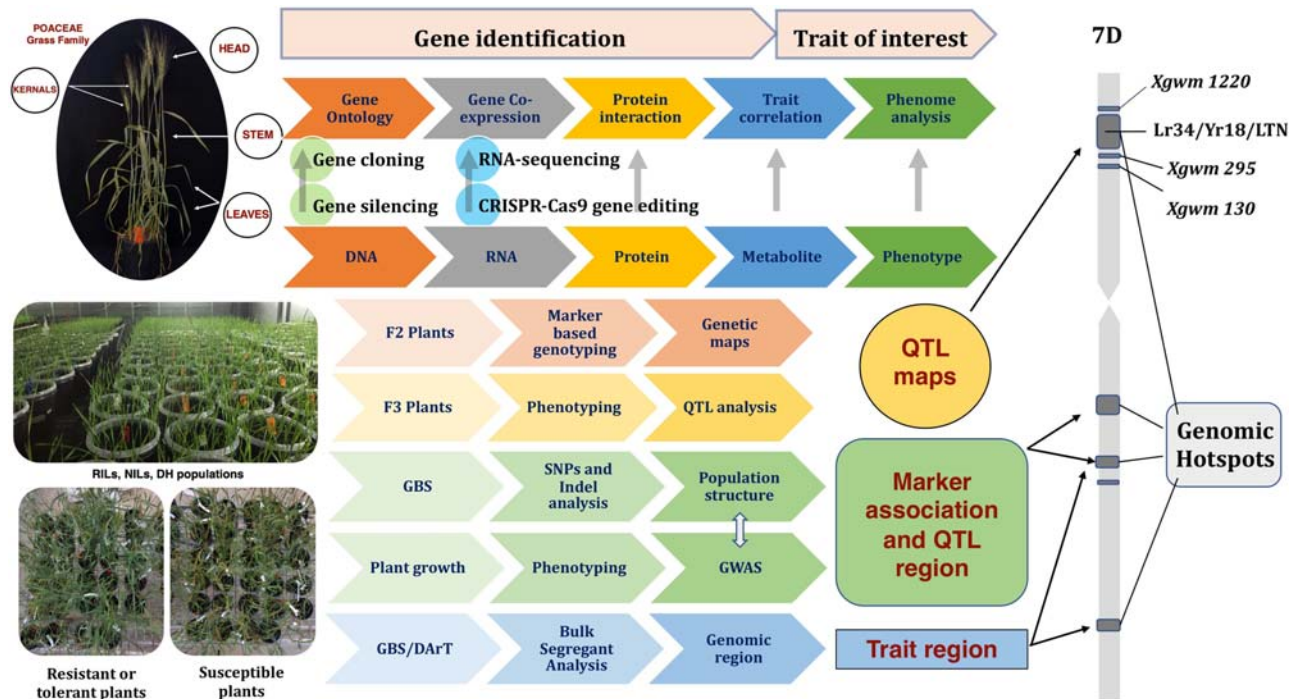 POACEAE
Grass Family
HEAD
KERNALS
STEM
LEAVES
Gene identification
Trait of interest
Gene
Ontology
Gene Co-
expression
Protein
interaction
Trait
correlation
Phenome
analysis
Gene cloning
RNA-sequencing
Gene silencing
CRISPR-Cas9 gene editing
DNA
RNA
Protein
Metabolite
Phenotype
RILs, NILs, DH populations
Resistant or
tolerant plants
Susceptible
plants
F2 Plants
Marker
based
genotyping
Genetic
maps
F3 Plants
Phenotyping
QTL analysis
GBS
SNPs and
Indel
analysis
Population
structure
Plant growth
Phenotyping
GWAS
GBS/DArT
Bulk
Segregant
Analysis
Genomic
region
QTL
maps
Marker
association
and QTL
region
Trait region
7D
Xgwm 1220
Lr34/Yr18/LTN
Xgwm 295
Xgwm 130
Genomic
Hotspots